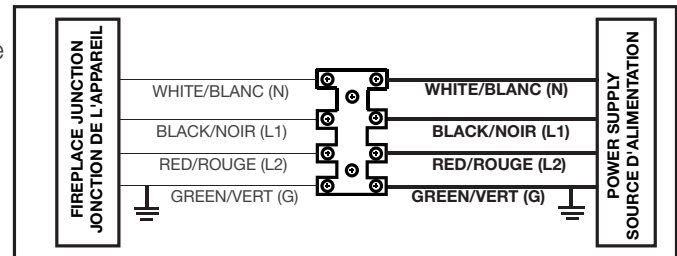 e
FIREPLACE JUNCTION
JONCTION DE L'APPAREIL
WHITE/BLANC (N)
BLACK/NOIR (L1)
RED/ROUGE (L2)
GREEN/VERT (G)
WHITE/BLANC (N)
BLACK/NOIR (L1)
RED/ROUGE (L2)
GREEN/VERT (G)
POWER SUPPLY
SOURCE D'ALIMENTATION